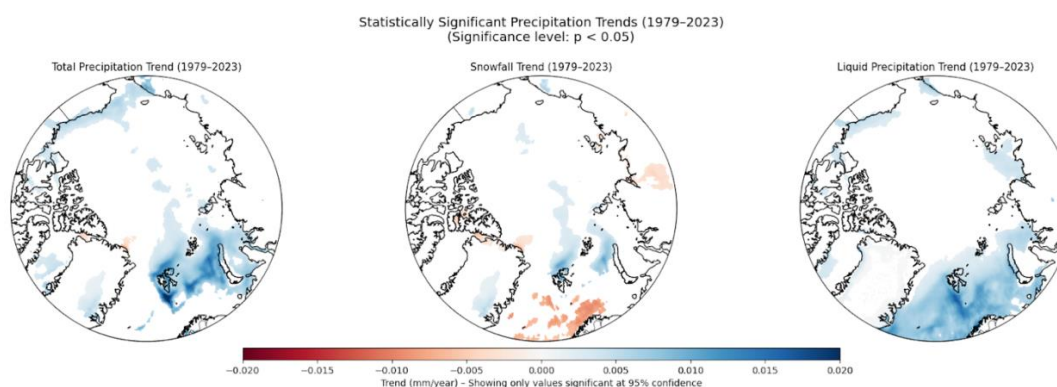 Statistically Significant Precipitation Trends (1979–2023)
(Significance level: p < 0.05)
Total Precipitation Trend (1979–2023)
Snowfall Trend (1979–2023)
Liquid Precipitation Trend (1979–2023)
−0.020 −0.015 −0.010 −0.005 0.000 0.005 0.010 0.015 0.020
Trend (mm/year) – Showing only values significant at 95% confidence